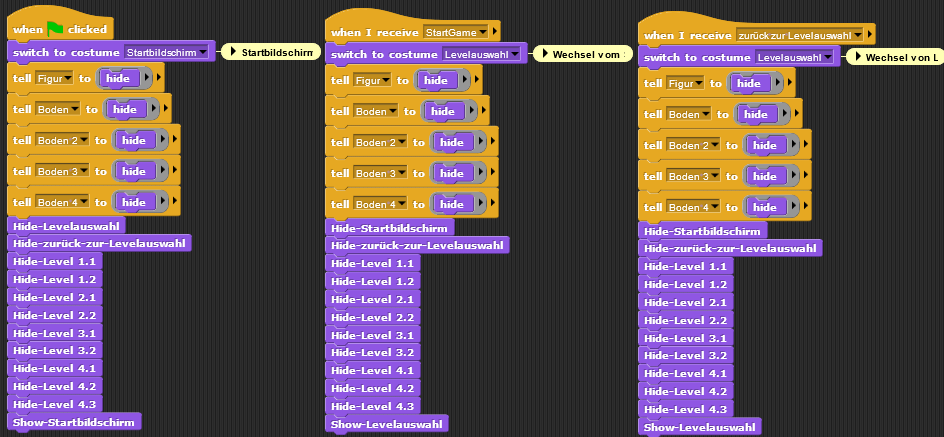 when clicked
switch to costume Startbildschirm
Startbildschirm
tell Figur to hide
tell Boden to hide
tell Boden 2 to hide
tell Boden 3 to hide
tell Boden 4 to hide
Hide-Levelauswahl
Hide-zurück-zur-Levelauswahl
Hide-Level 1.1
Hide-Level 1.2
Hide-Level 2.1
Hide-Level 2.2
Hide-Level 3.1
Hide-Level 3.2
Hide-Level 4.1
Hide-Level 4.2
Hide-Level 4.3
Show-Startbildschirm
when I receive StartGame
switch to costume Levelauswahl
Wechsel vom
tell Figur to hide
tell Boden to hide
tell Boden 2 to hide
tell Boden 3 to hide
tell Boden 4 to hide
Hide-Startbildschirm
Hide-zurück-zur-Levelauswahl
Hide-Level 1.1
Hide-Level 1.2
Hide-Level 2.1
Hide-Level 2.2
Hide-Level 3.1
Hide-Level 3.2
Hide-Level 4.1
Hide-Level 4.2
Hide-Level 4.3
Show-Levelauswahl
when I receive zurück zur Levelauswahl
switch to costume Levelauswahl
Wechsel von L
tell Figur to hide
tell Boden to hide
tell Boden 2 to hide
tell Boden 3 to hide
tell Boden 4 to hide
Hide-Startbildschirm
Hide-zurück-zur-Levelauswahl
Hide-Level 1.1
Hide-Level 1.2
Hide-Level 2.1
Hide-Level 2.2
Hide-Level 3.1
Hide-Level 3.2
Hide-Level 4.1
Hide-Level 4.2
Hide-Level 4.3
Show-Levelauswahl